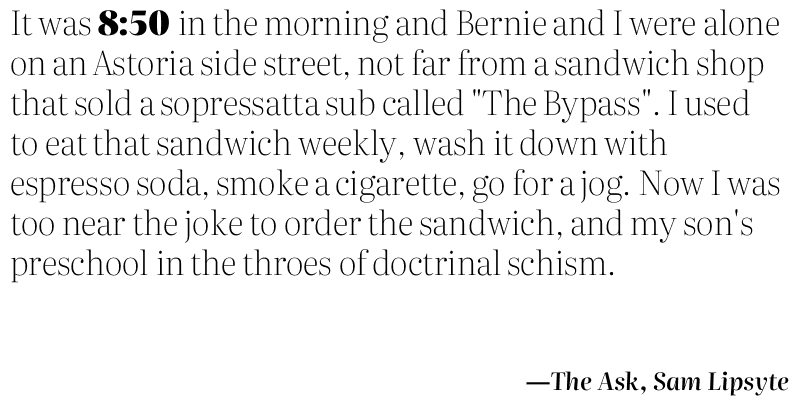 It was 8:50 in the morning and Bernie and I were alone
on an Astoria side street, not far from a sandwich shop
that sold a sopressatta sub called "The Bypass". I used
to eat that sandwich weekly, wash it down with
espresso soda, smoke a cigarette, go for a jog. Now I was
too near the joke to order the sandwich, and my son's
preschool in the throes of doctrinal schism.
—The Ask, Sam Lipsyte